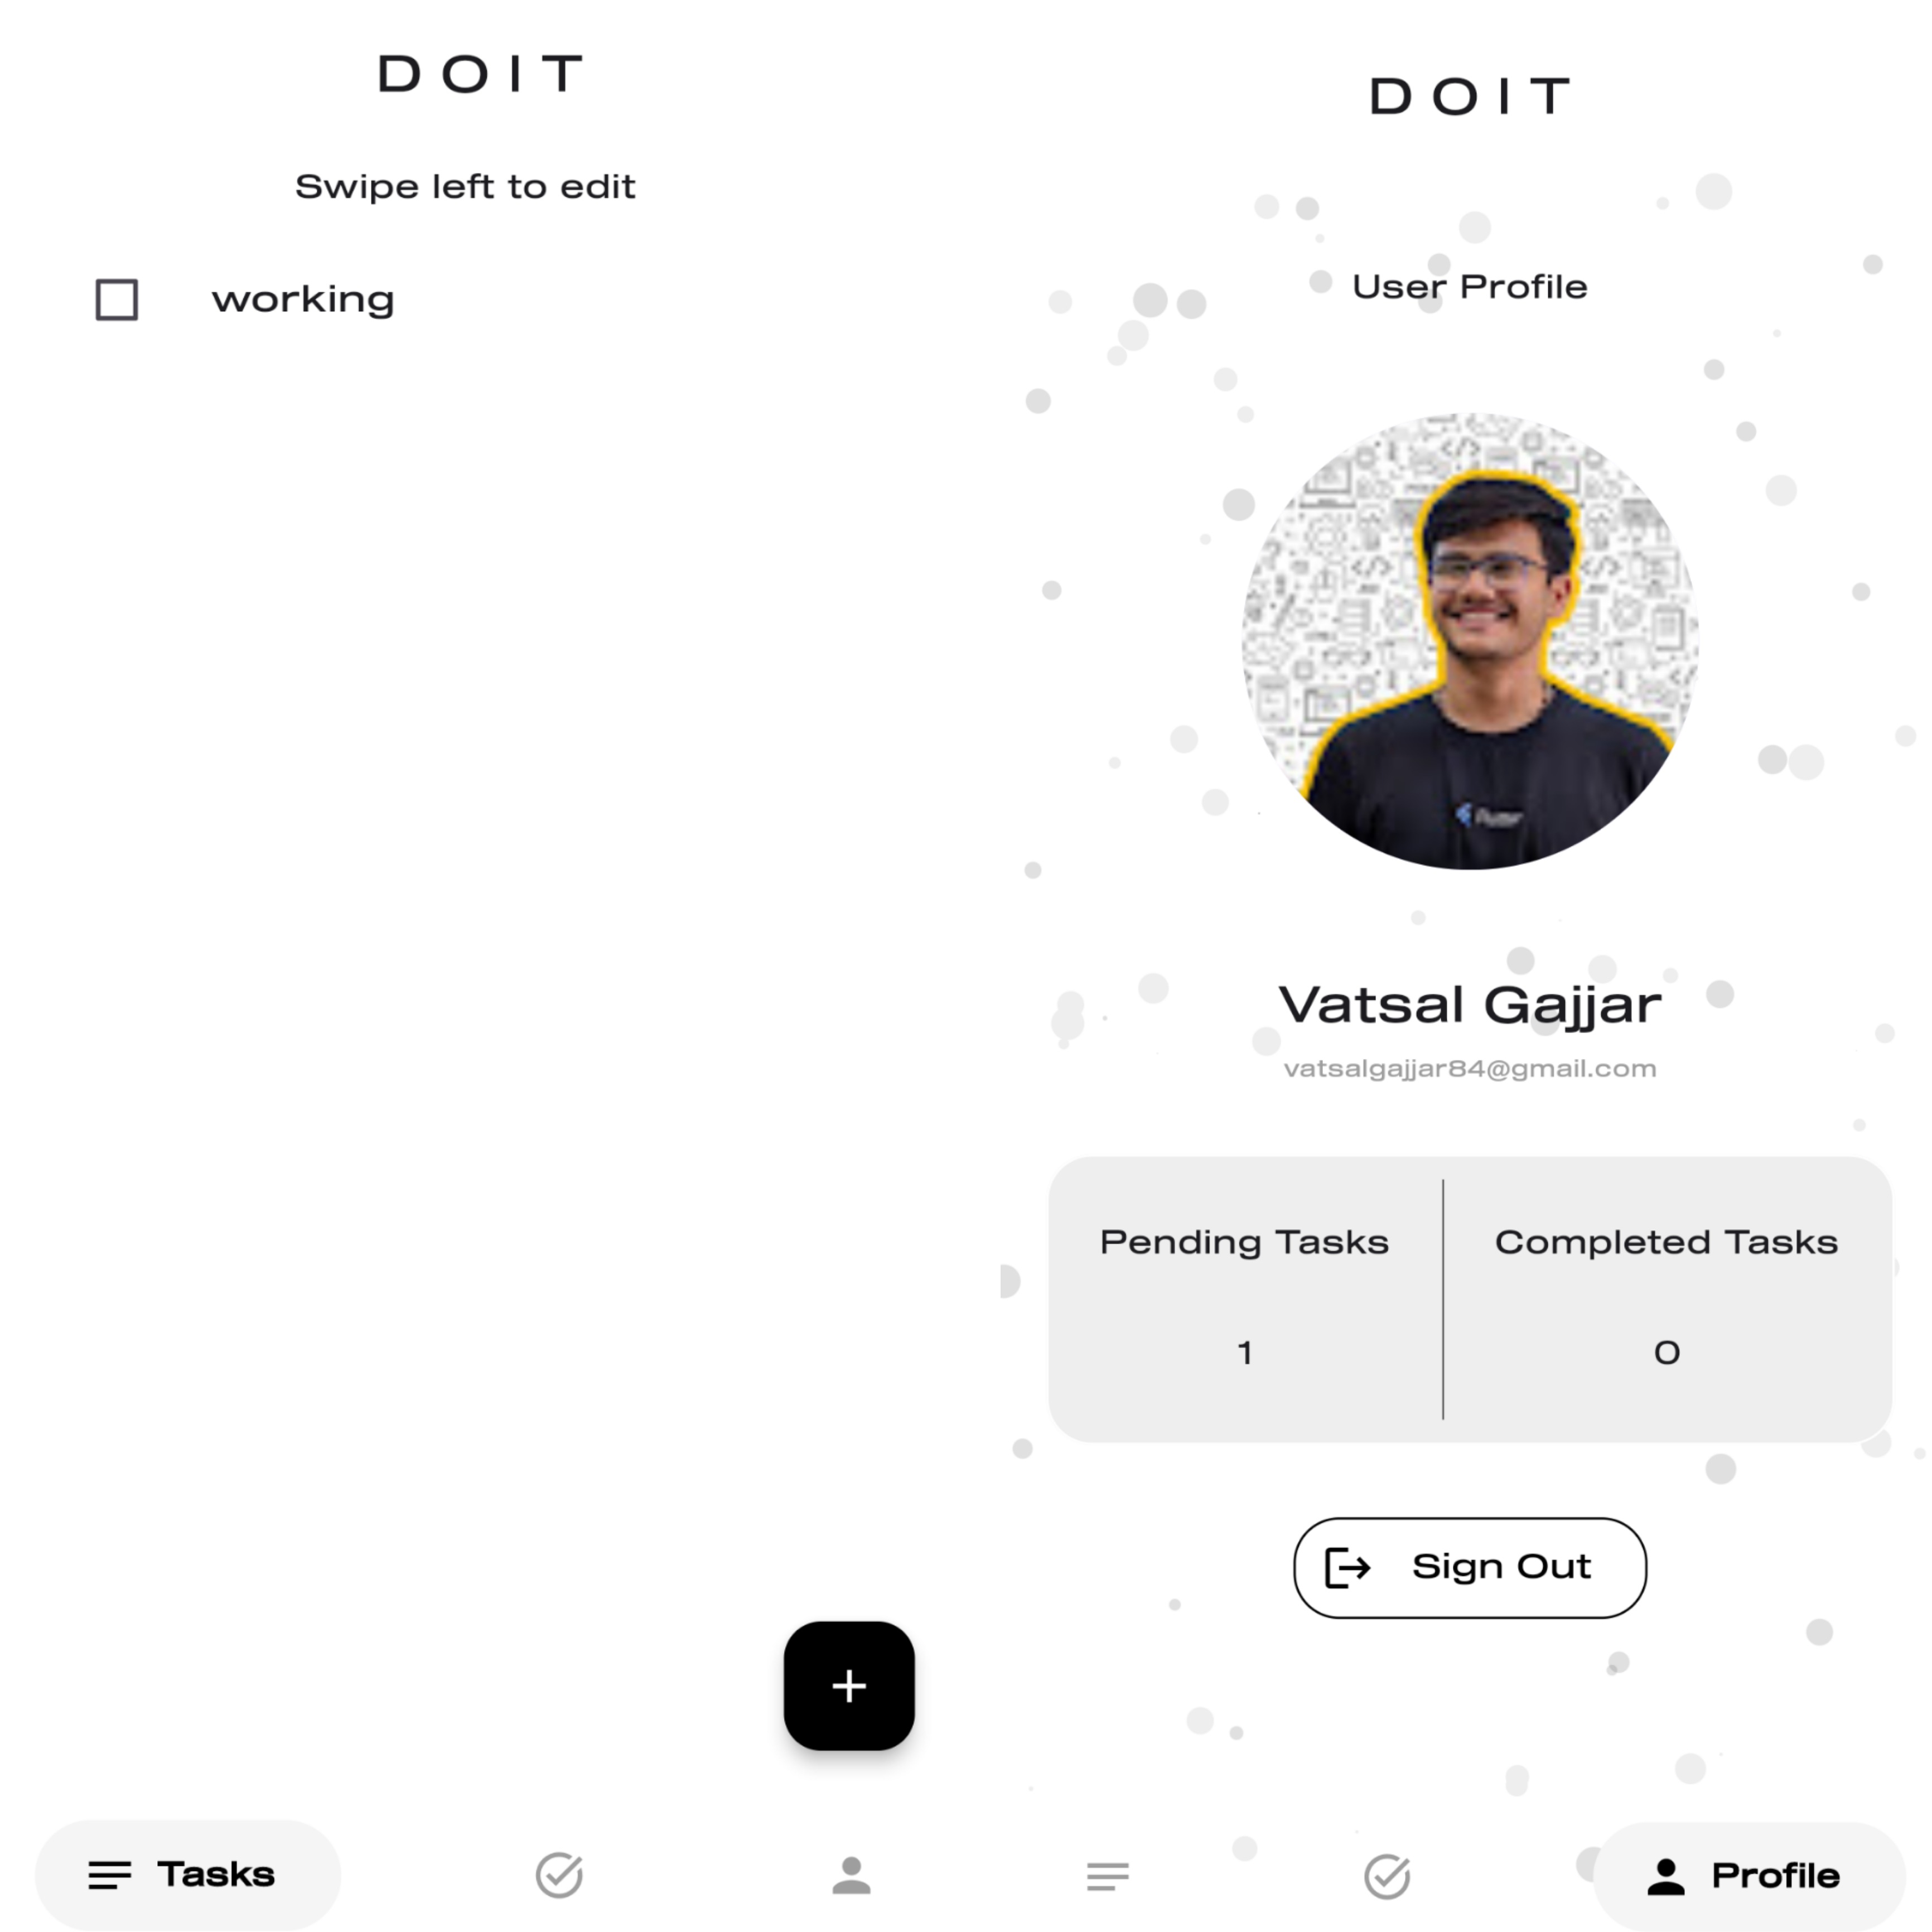 DOIT
Swipe left to edit
working
Tasks
DOIT
User Profile
Vatsal Gajjar
vatsalgajjar84@gmail.com
Pending Tasks
Completed Tasks
1
0
Sign Out
Profile